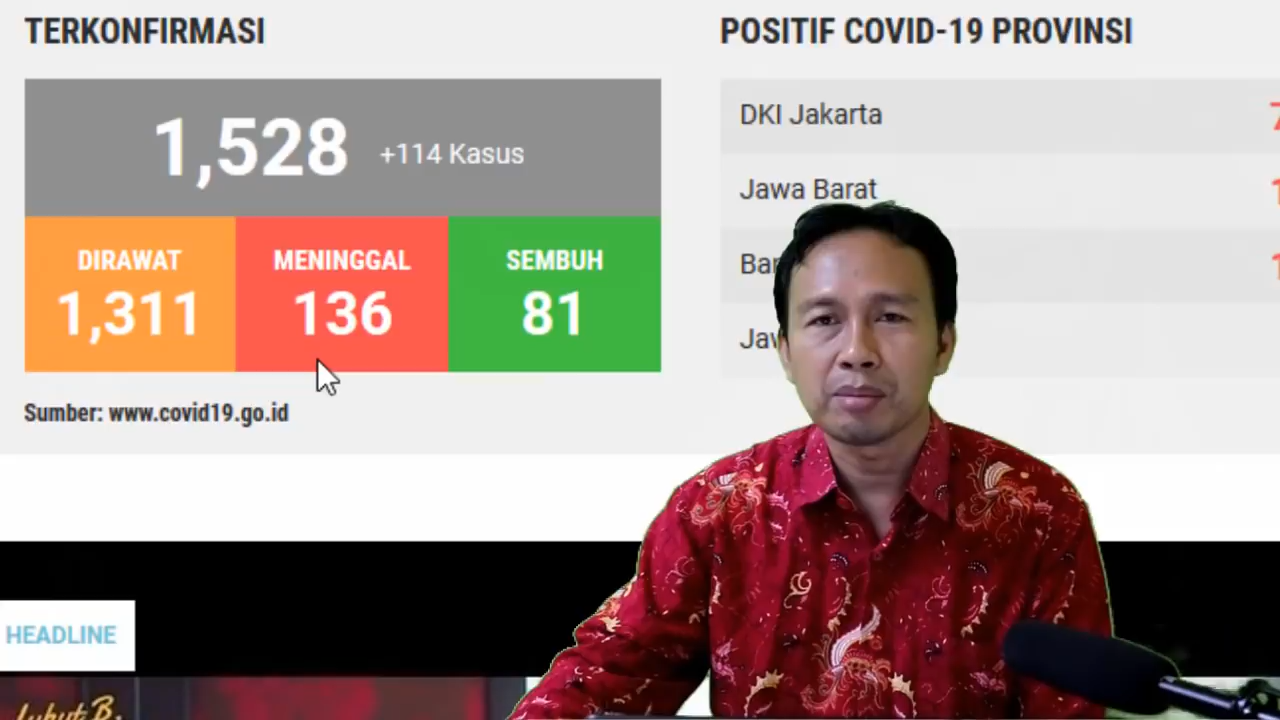 TERKONFIRMASI
1,528 +114 Kasus
DIRAWAT
1,311
MENINGGAL
136
SEMBUH
81
Sumber: www.covid19.go.id
POSITIF COVID-19 PROVINSI
DKI Jakarta
Jawa Barat
HEADLINE